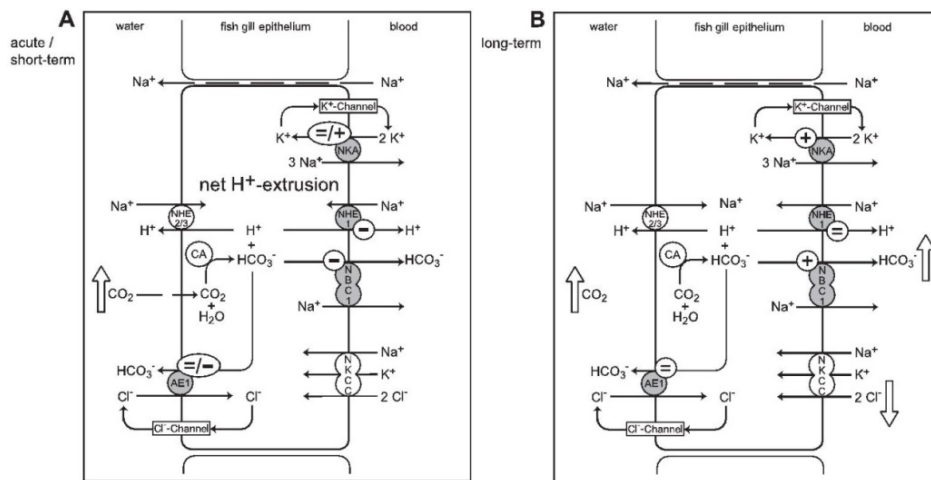 A
acute /
short-term
water
fish gill epithelium
blood
Na⁺
Na⁺
K⁺-Channel
K⁺
=/+
2 K⁺
NKA
3 Na⁺
net H⁺-extrusion
Na⁺
NHE
2/3
Na⁺
NHE
1
H⁺
H⁺
−
H⁺
+
CA
HCO₃⁻
−
HCO₃⁻
CO₂
CO₂
+
H₂O
NBC1
Na⁺
HCO₃⁻
=/-
AE1
NKCC
Na⁺
K⁺
Cl⁻
Cl⁻
2 Cl⁻
Cl⁻-Channel
B
long-term
water
fish gill epithelium
blood
Na⁺
Na⁺
K⁺-Channel
K⁺
+
2 K⁺
NKA
3 Na⁺
Na⁺
NHE
2/3
Na⁺
Na⁺
NHE
1
H⁺
H⁺
=
H⁺
+
CA
HCO₃⁻
+
HCO₃⁻
CO₂
CO₂
+
H₂O
NBC1
Na⁺
HCO₃⁻
=
AE1
NKCC
Na⁺
K⁺
Cl⁻
Cl⁻
2 Cl⁻
Cl⁻-Channel